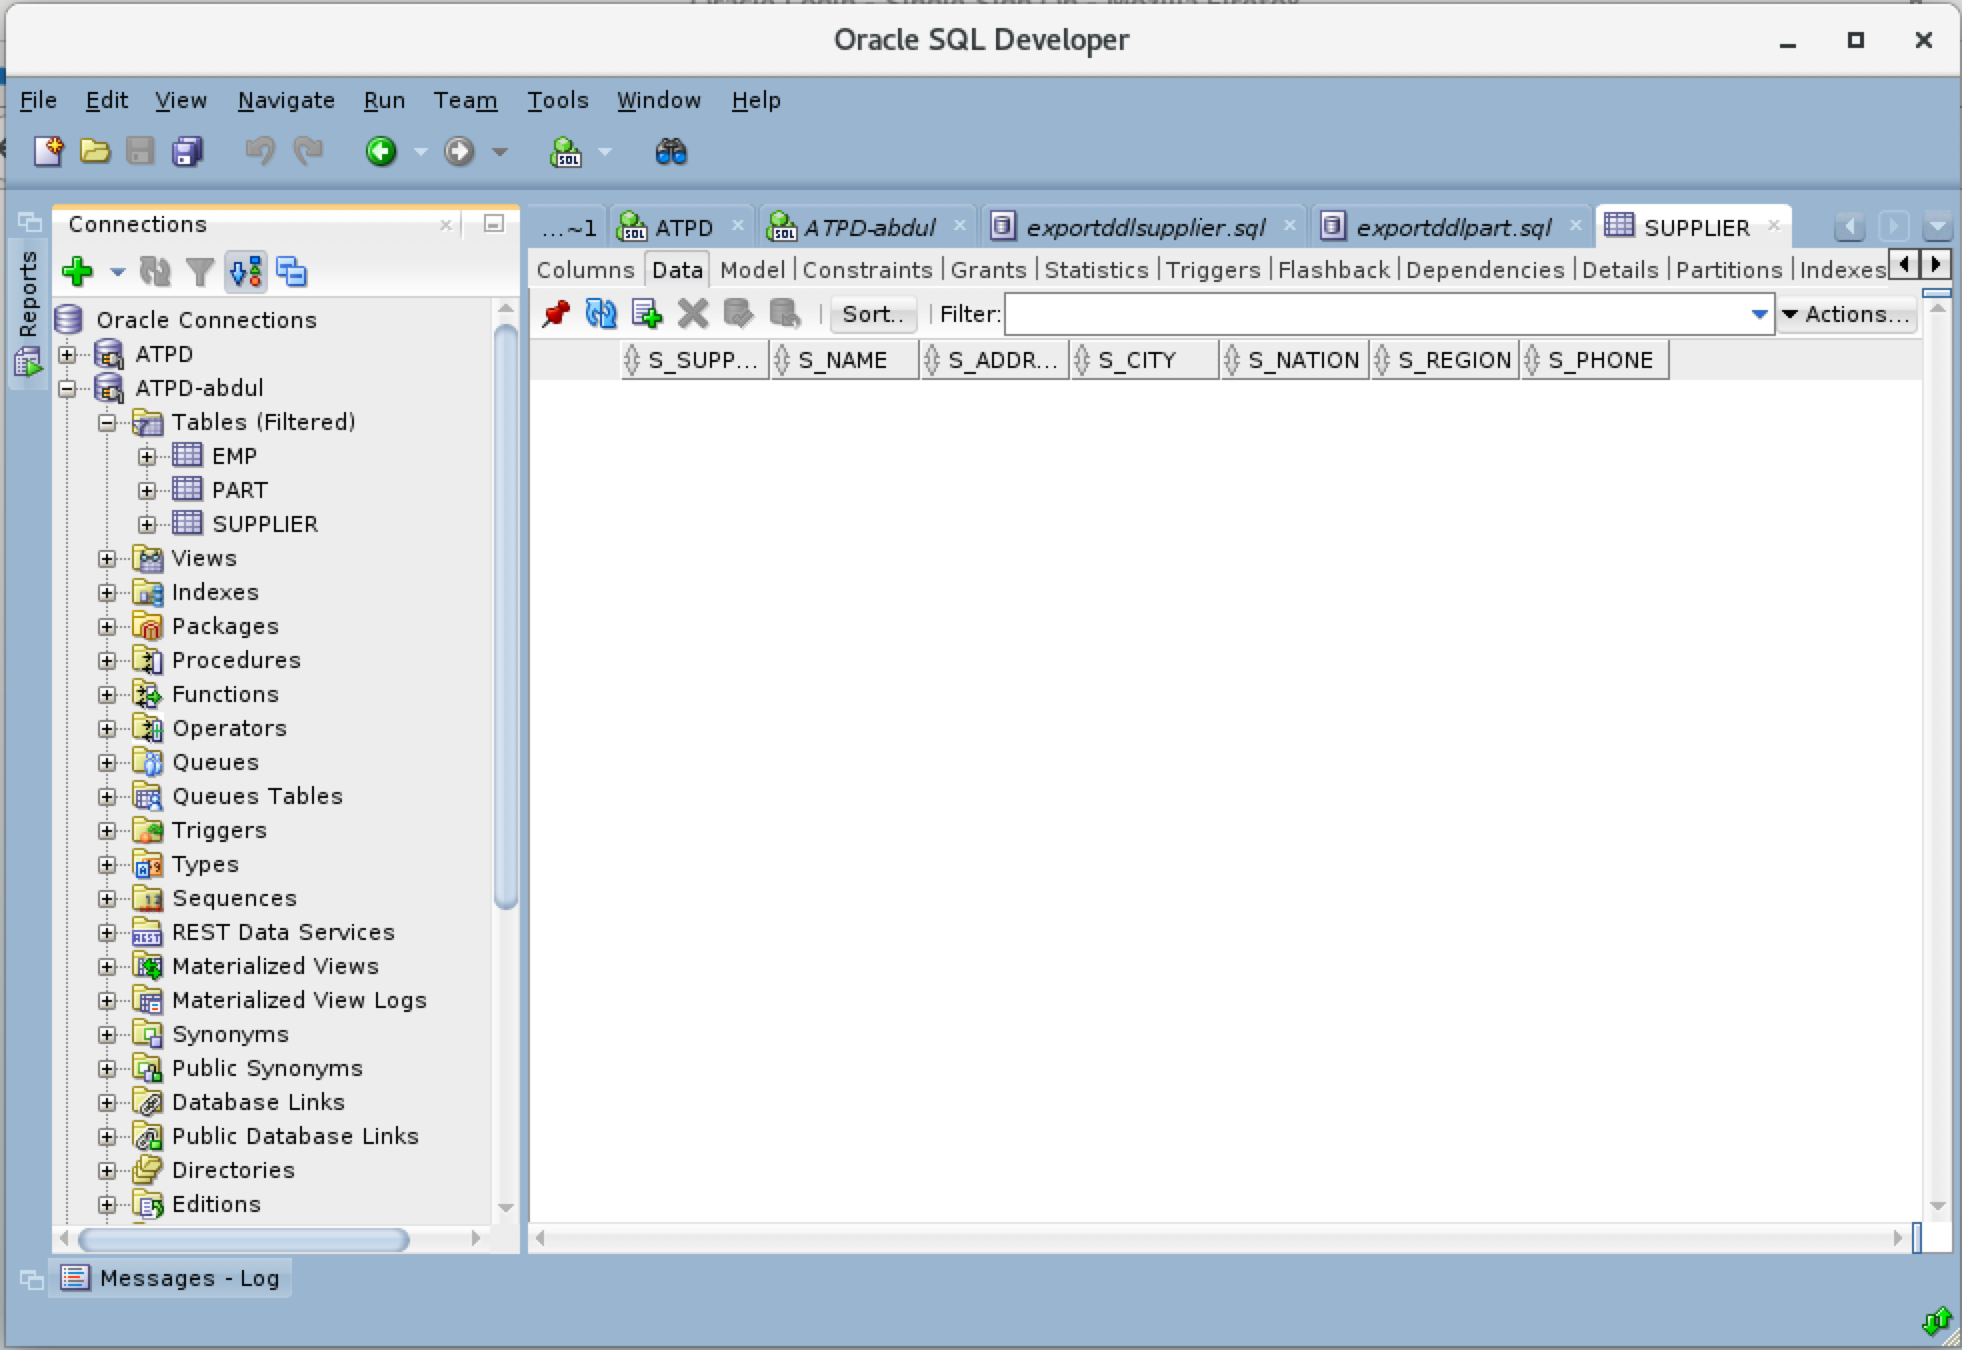 Oracle SQL Developer
File Edit View Navigate Run Team Tools Window Help
Reports
Connections
Oracle Connections
ATPD
ATPD-abdul
Tables (Filtered)
EMP
PART
SUPPLIER
Views
Indexes
Packages
Procedures
Functions
Operators
Queues
Queues Tables
Triggers
Types
Sequences
REST Data Services
Materialized Views
Materialized View Logs
Synonyms
Public Synonyms
Database Links
Public Database Links
Directories
Editions
...~1 ATPD ATPD-abdul exportddlsupplier.sql exportddlpart.sql SUPPLIER
Columns Data Model | Constraints | Grants | Statistics | Triggers | Flashback | Dependencies | Details | Partitions | Indexes
Sort.. Filter: Actions...
S_SUPP... S_NAME S_ADDR... S_CITY S_NATION S_REGION S_PHONE
Messages - Log